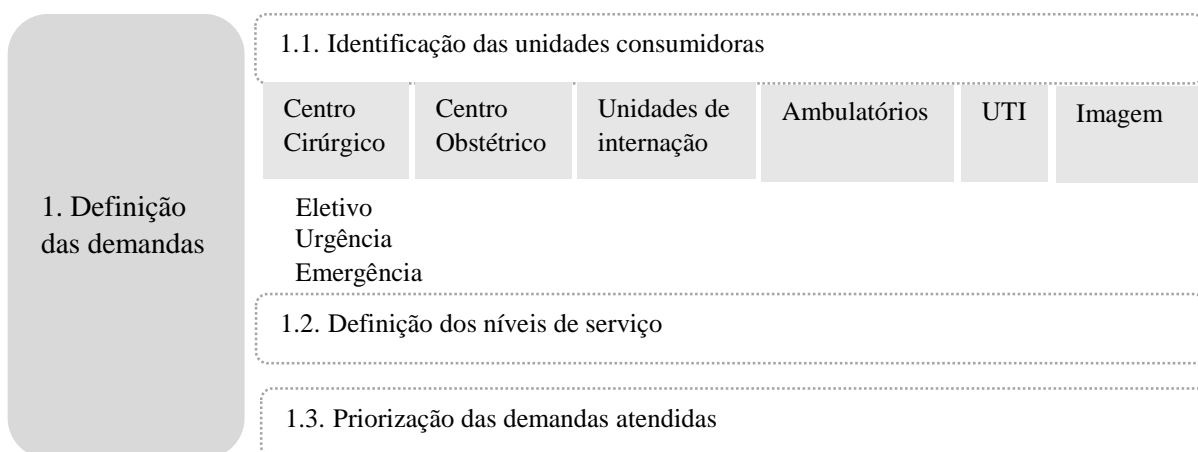 1. Definição
das demandas
1.1. Identificação das unidades consumidoras
Centro
Cirúrgico
Centro
Obstétrico
Unidades de
internação
Ambulatórios
UTI
Imagem
Eletivo
Urgência
Emergência
1.2. Definição dos níveis de serviço
1.3. Priorização das demandas atendidas